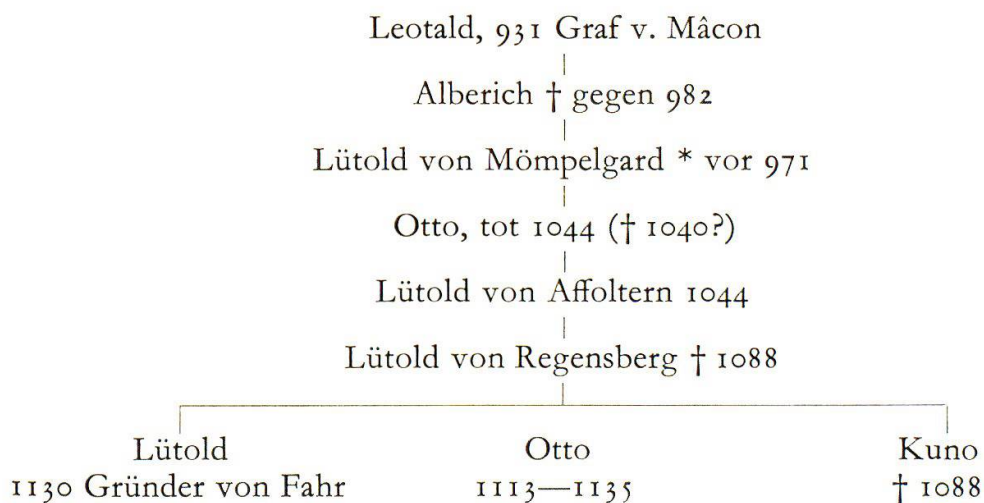 Leotald, 931 Graf v. Mâcon
Alberich † gegen 982
Lütold von Mömpelgard * vor 971
Otto, tot 1044 († 1040?)
Lütold von Affoltern 1044
Lütold von Regensberg † 1088
Lütold Otto Kuno
1130 Gründer von Fahr 1113—1135 † 1088